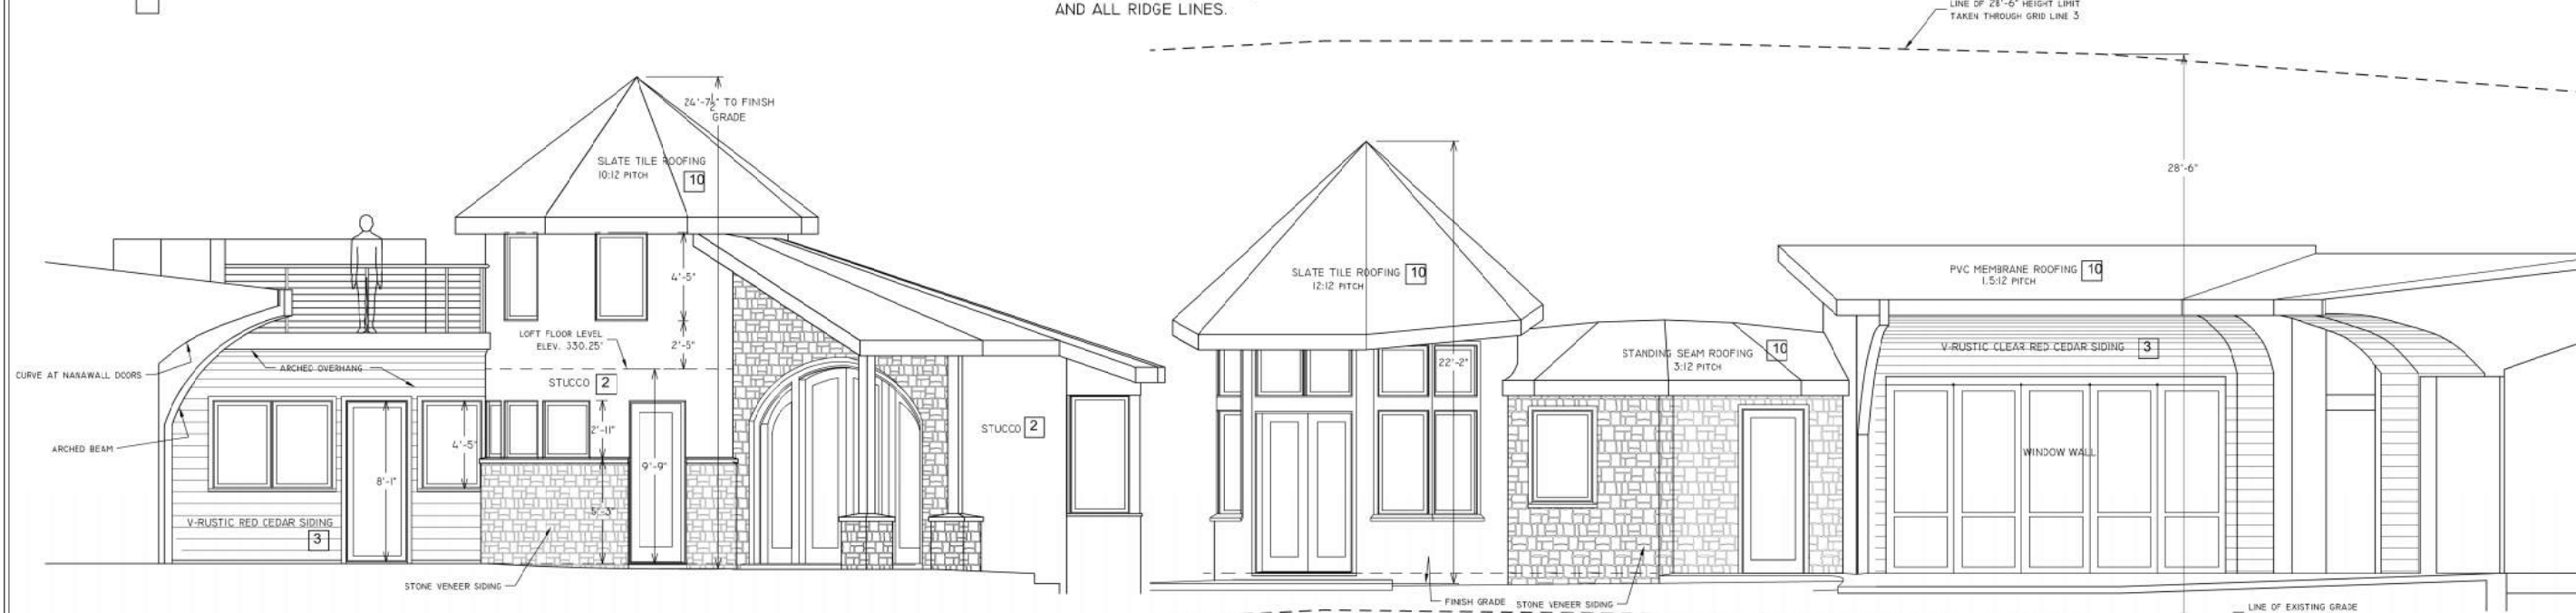 AND ALL RIDGE LINES.
LINE OF 28'-6" HEIGHT LIMIT
TAKEN THROUGH GRID LINE 3
24'-7½" TO FINISH
GRADE
SLATE TILE ROOFING
10:12 PITCH
10
4'-5"
2'-5"
LOFT FLOOR LEVEL
ELEV. 330.25'
STUCCO 2
CURVE AT NANAWALL DOORS
ARCHED OVERHANG
ARCHED BEAM
8'-1"
4'-5"
2'-11"
5'-3"
9'-9"
V-RUSTIC RED CEDAR SIDING
3
STONE VENEER SIDING
STUCCO 2
SLATE TILE ROOFING 10
12:12 PITCH
22'-2"
STANDING SEAM ROOFING 10
3:12 PITCH
FINISH GRADE
STONE VENEER SIDING
28'-6"
PVC MEMBRANE ROOFING 10
1.5:12 PITCH
V-RUSTIC CLEAR RED CEDAR SIDING 3
WINDOW WALL
LINE OF EXISTING GRADE